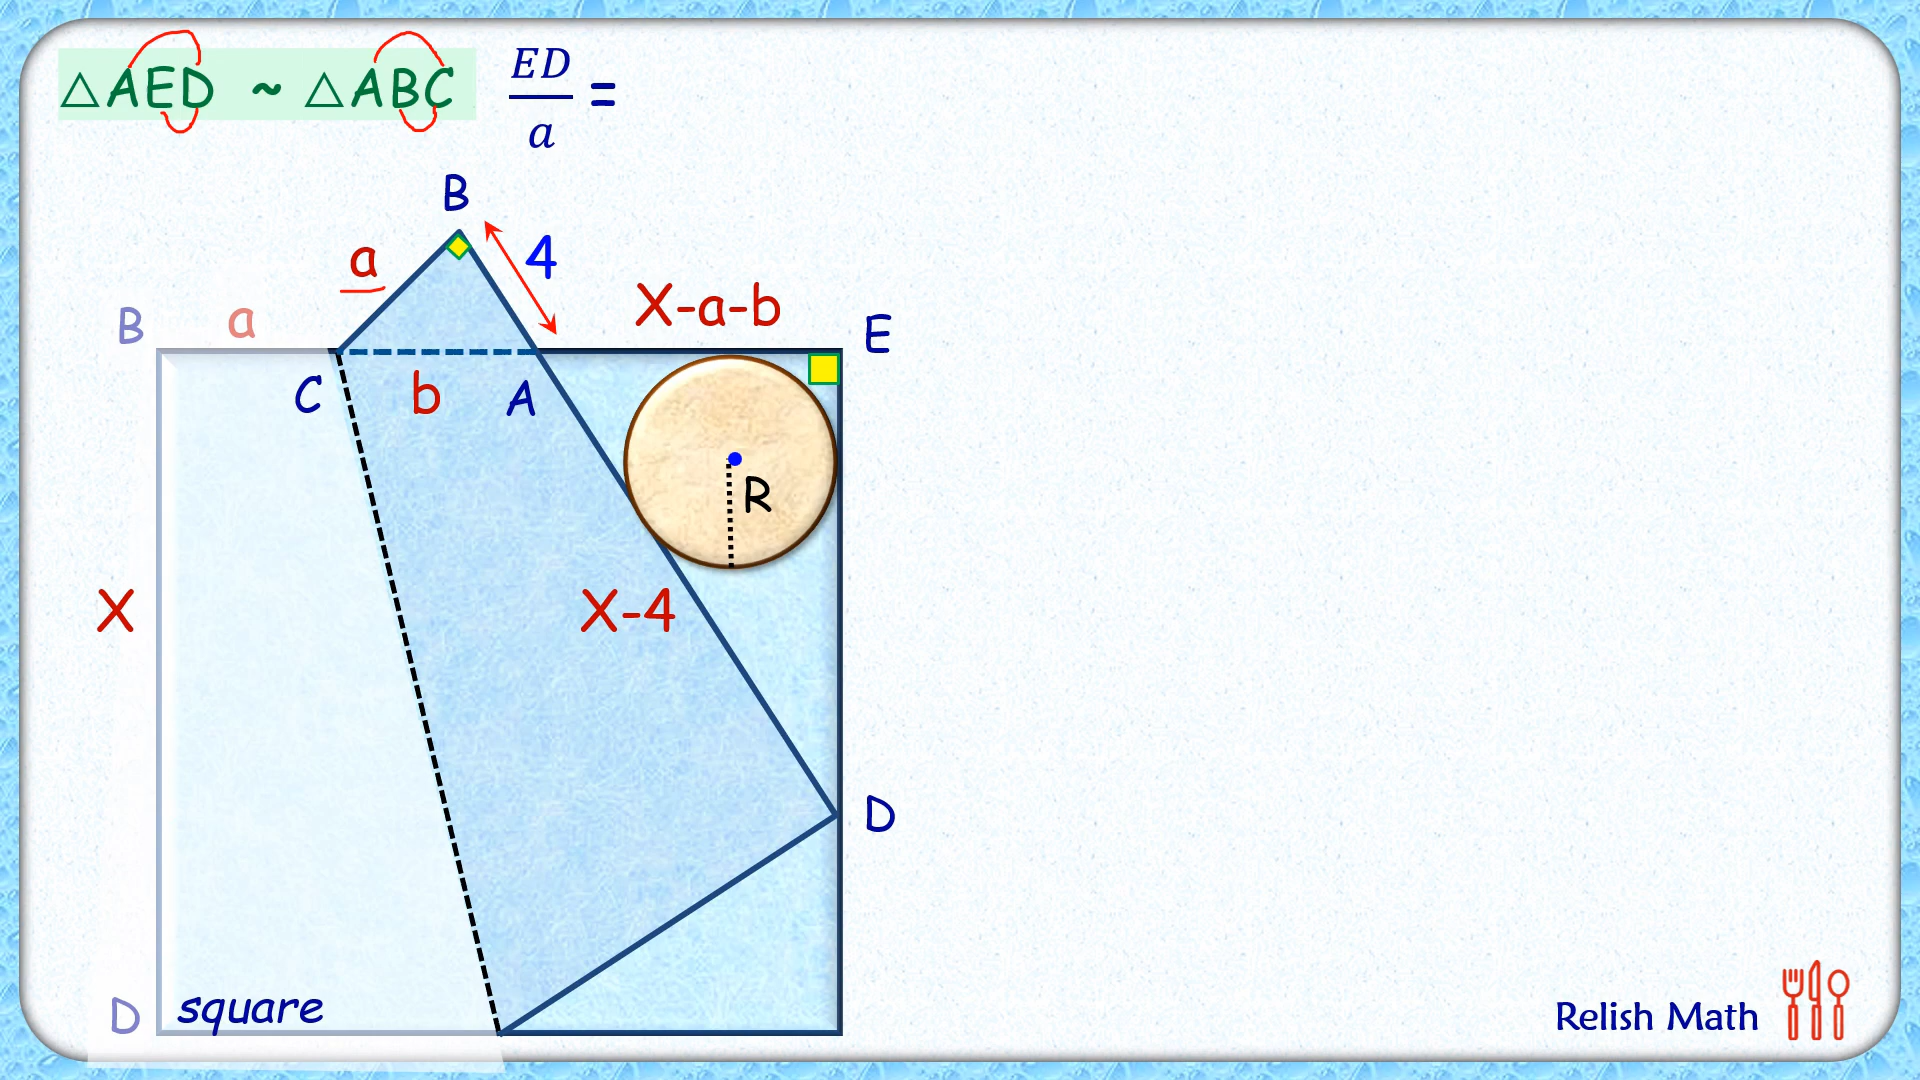 △AED ~ △ABC
ED/a =
B
a
4
B
a
X-a-b
E
C
b
A
R
X
X-4
D
D
square
Relish Math